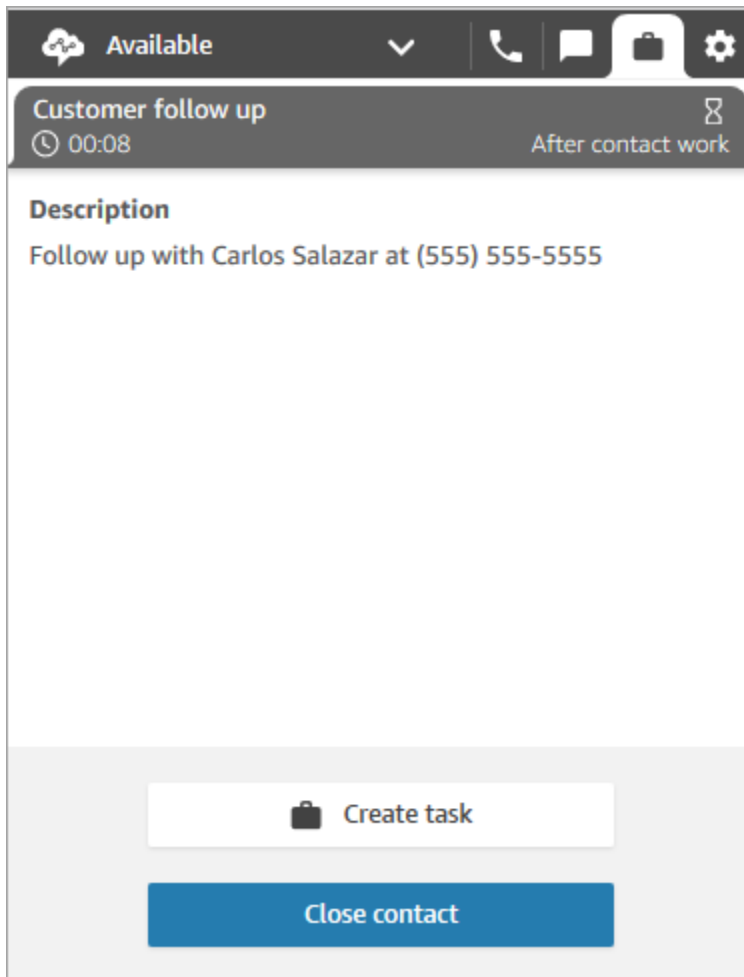 Available
Customer follow up
00:08
After contact work
Description
Follow up with Carlos Salazar at (555) 555-5555
Create task
Close contact